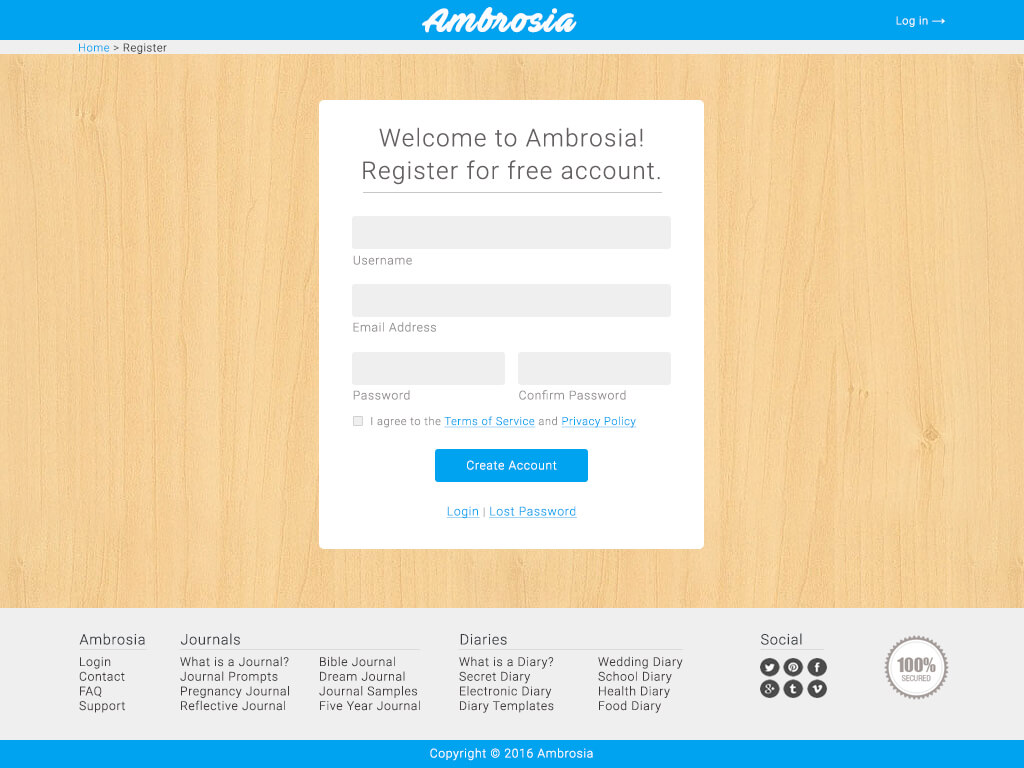 Ambrosia
Log in →
Home > Register
Welcome to Ambrosia!
Register for free account.
Username
Email Address
Password
Confirm Password
I agree to the Terms of Service and Privacy Policy
Create Account
Login | Lost Password
Ambrosia
Login
Contact
FAQ
Support
Journals
What is a Journal?
Journal Prompts
Pregnancy Journal
Reflective Journal
Bible Journal
Dream Journal
Journal Samples
Five Year Journal
Diaries
What is a Diary?
Secret Diary
Electronic Diary
Diary Templates
Wedding Diary
School Diary
Health Diary
Food Diary
Social
100%
SECURED
Copyright © 2016 Ambrosia